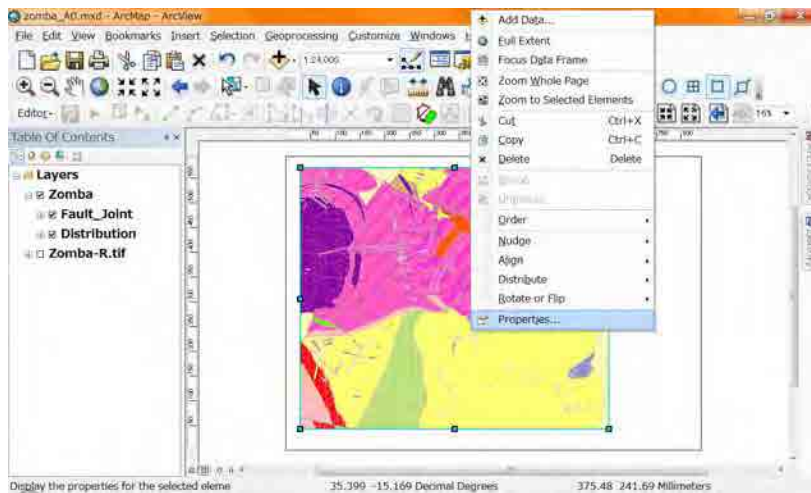 zomba_A0.mxd - ArcMap - ArcView
File Edit View Bookmarks Insert Selection Geoprocessing Customize Windows
1:24,000
Editor
16%
Table Of Contents
Layers
Zomba
Fault_Joint
Distribution
Zomba-R.tif
Add Data...
Full Extent
Focus Data Frame
Zoom Whole Page
Zoom to Selected Elements
Cut Ctrl+X
Copy Ctrl+C
Delete Delete
Group
Ungroup
Order
Nudge
Align
Distribute
Rotate or Flip
Properties...
Display the properties for the selected eleme
35.399 -15.169 Decimal Degrees
375.48 241.69 Millimeters